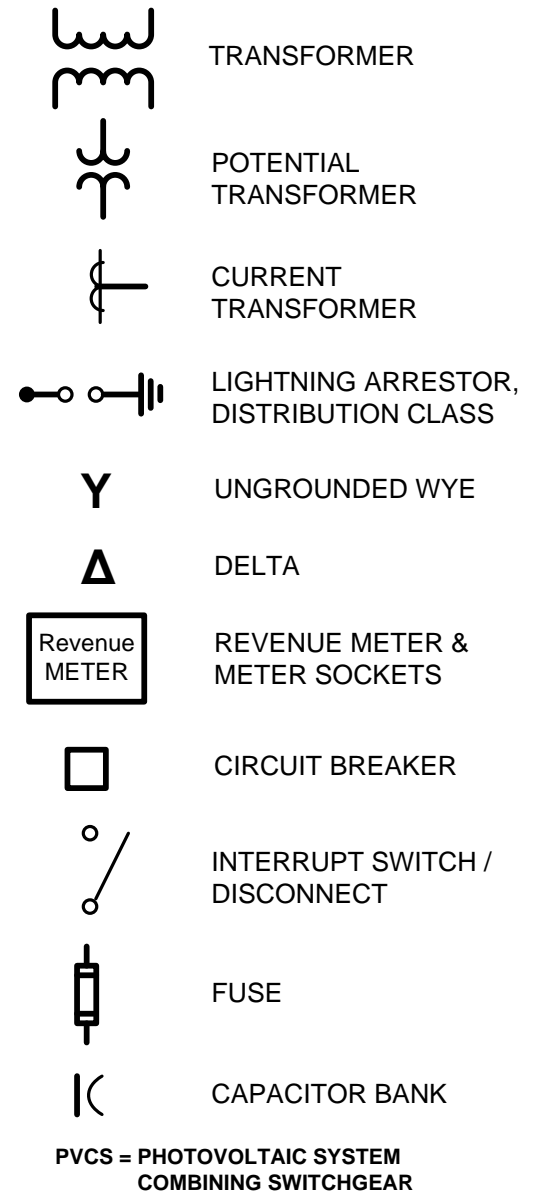 TRANSFORMER
POTENTIAL
TRANSFORMER
CURRENT
TRANSFORMER
LIGHTNING ARRESTOR,
DISTRIBUTION CLASS
Y UNGROUNDED WYE
Δ DELTA
Revenue
METER
REVENUE METER &
METER SOCKETS
CIRCUIT BREAKER
INTERRUPT SWITCH /
DISCONNECT
FUSE
CAPACITOR BANK
PVCS = PHOTOVOLTAIC SYSTEM
COMBINING SWITCHGEAR